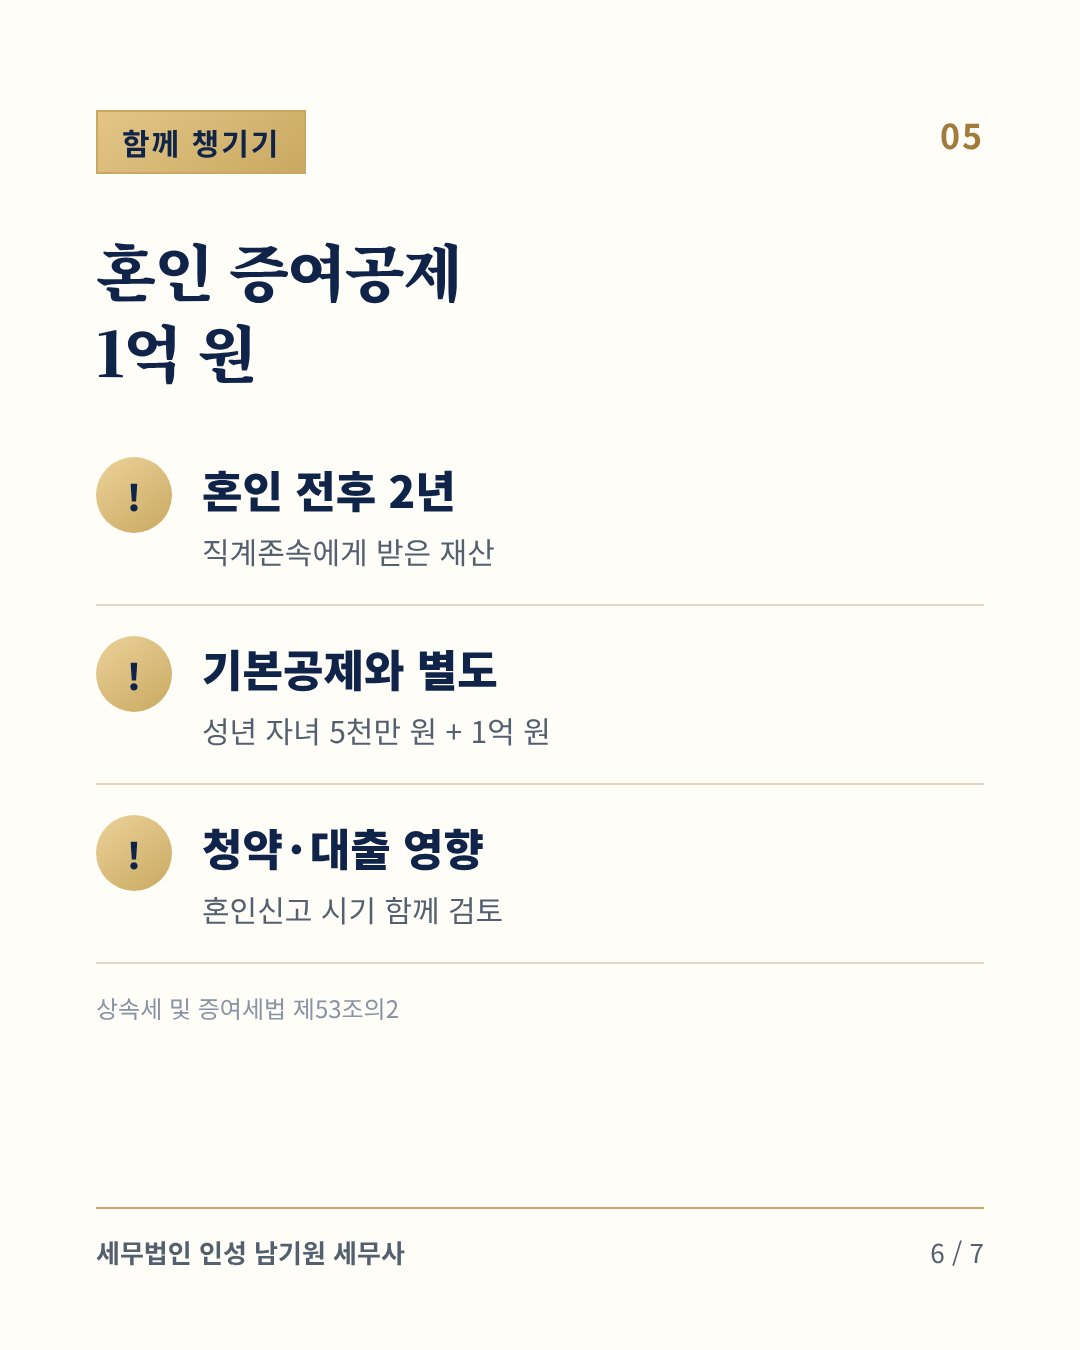 함께 챙기기
05
혼인 증여공제
1억 원
!
혼인 전후 2년
직계존속에게 받은 재산
!
기본공제와 별도
성년 자녀 5천만 원 + 1억 원
!
청약·대출 영향
혼인신고 시기 함께 검토
상속세 및 증여세법 제53조의2
세무법인 인성 남기원 세무사
6 / 7